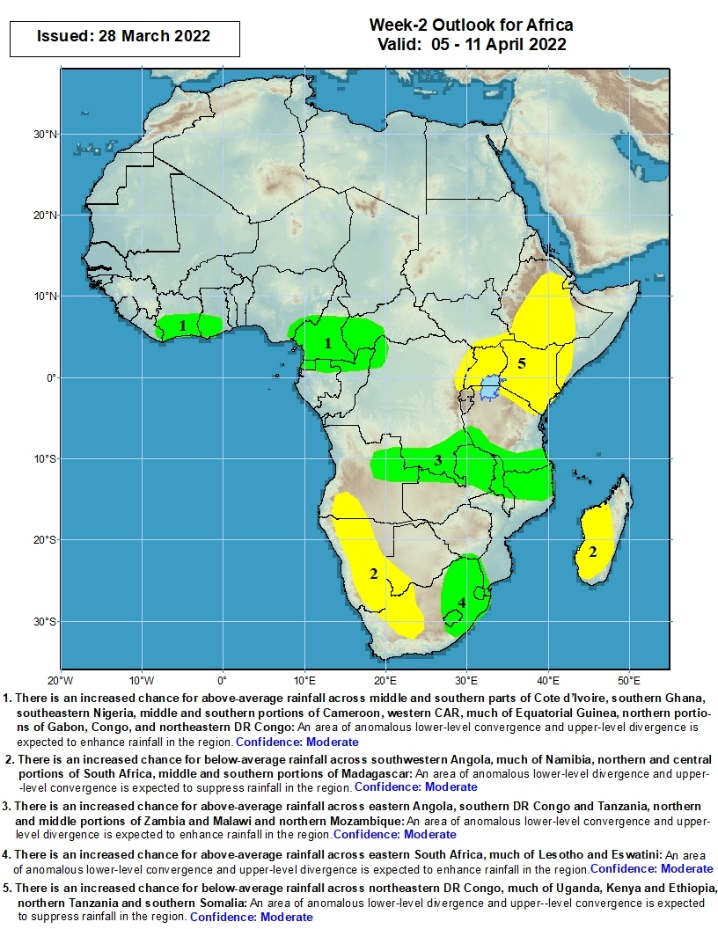 Issued: 28 March 2022
Week-2 Outlook for Africa
Valid: 05 - 11 April 2022
30°N
20°N
10°N
0°
10°S
20°S
30°S
1
1
5
3
2
2
4
20°W
10°W
0°
10°E
20°E
30°E
40°E
50°E
1. There is an increased chance for above-average rainfall across middle and southern parts of Cote d'Ivoire, southern Ghana,
southeastern Nigeria, middle and southern portions of Cameroon, western CAR, much of Equatorial Guinea, northern portio-
ns of Gabon, Congo, and northeastern DR Congo: An area of anomalous lower-level convergence and upper-level divergence is
expected to enhance rainfall in the region. Confidence: Moderate
2. There is an increased chance for below-average rainfall across southwestern Angola, much of Namibia, northern and central
portions of South Africa, middle and southern portions of Madagascar: An area of anomalous lower-level divergence and upper-
-level convergence is expected to suppress rainfall in the region. Confidence: Moderate
3. There is an increased chance for above-average rainfall across eastern Angola, southern DR Congo and Tanzania, northern
and middle portions of Zambia and Malawi and northern Mozambique: An area of anomalous lower-level convergence and upper-
level divergence is expected to enhance rainfall in the region.Confidence: Moderate
4. There is an increased chance for above-average rainfall across eastern South Africa, much of Lesotho and Eswatini: An area
of anomalous lower-level convergence and upper-level divergence is expected to enhance rainfall in the region.Confidence: Moderate
5. There is an increased chance for below-average rainfall across northeastern DR Congo, much of Uganda, Kenya and Ethiopia,
northern Tanzania and southern Somalia: An area of anomalous lower-level divergence and upper--level convergence is expected
to suppress rainfall in the region. Confidence: Moderate